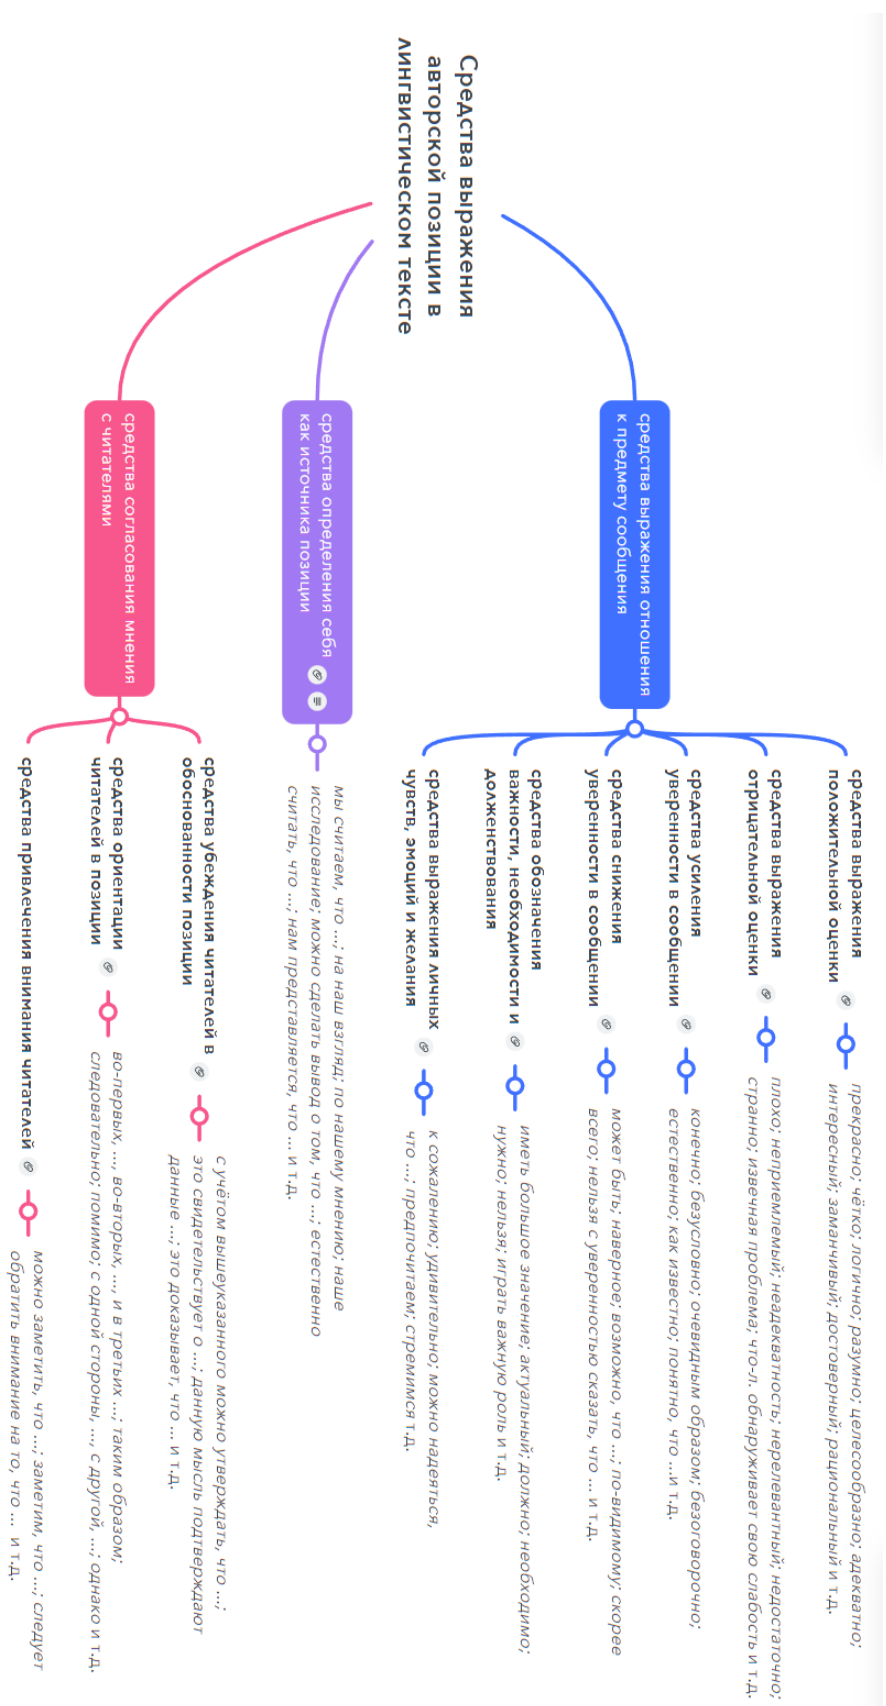 Средства выражения
авторской позиции в
лингвистическом тексте
средства выражения отношения
к предмету сообщения
средства выражения
положительной оценки
прекрасно; чётко; логично; разумно; целесообразно; адекватно;
интересный; заманчивый; достоверный; рациональный и т.д.
средства выражения
отрицательной оценки
плохо; неприемлемый; неадекватность; нерелевантный; недостаточно;
странно; извечная проблема; что-л. обнаруживает свою слабость и т.д.
средства усиления
уверенности в сообщении
конечно; безусловно; очевидным образом; безоговорочно;
естественно; как известно; понятно, что ...и т.д.
средства снижения
уверенности в сообщении
может быть; наверное; возможно, что ...; по-видимому; скорее
всего; нельзя с уверенностью сказать, что ... и т.д.
средства обозначения
важности, необходимости и
долженствования
иметь большое значение; актуальный; должно; необходимо;
нужно; нельзя; играть важную роль и т.д.
средства выражения личных
чувств, эмоций и желания
к сожалению; удивительно; можно надеяться,
что ...; предпочитаем; стремимся т.д.
средства определения себя
как источника позиции
мы считаем, что ...; на наш взгляд; по нашему мнению; наше
исследование; можно сделать вывод о том, что ...; естественно
считать, что ...; нам представляется, что ... и т.д.
средства согласования мнения
с читателями
средства убеждения читателей в
обоснованности позиции
с учётом вышеуказанного можно утверждать, что ...;
это свидетельствует о ...; данную мысль подтверждают
данные ...; это доказывает, что ... и т.д.
средства ориентации
читателей в позиции
во-первых, ..., во-вторых, ..., и в третьих ...; таким образом;
следовательно; помимо; с одной стороны, ..., с другой, ...; однако и т.д.
средства привлечения внимания читателей
можно заметить, что ...; заметим, что ...; следует
обратить внимание на то, что ... и т.д.